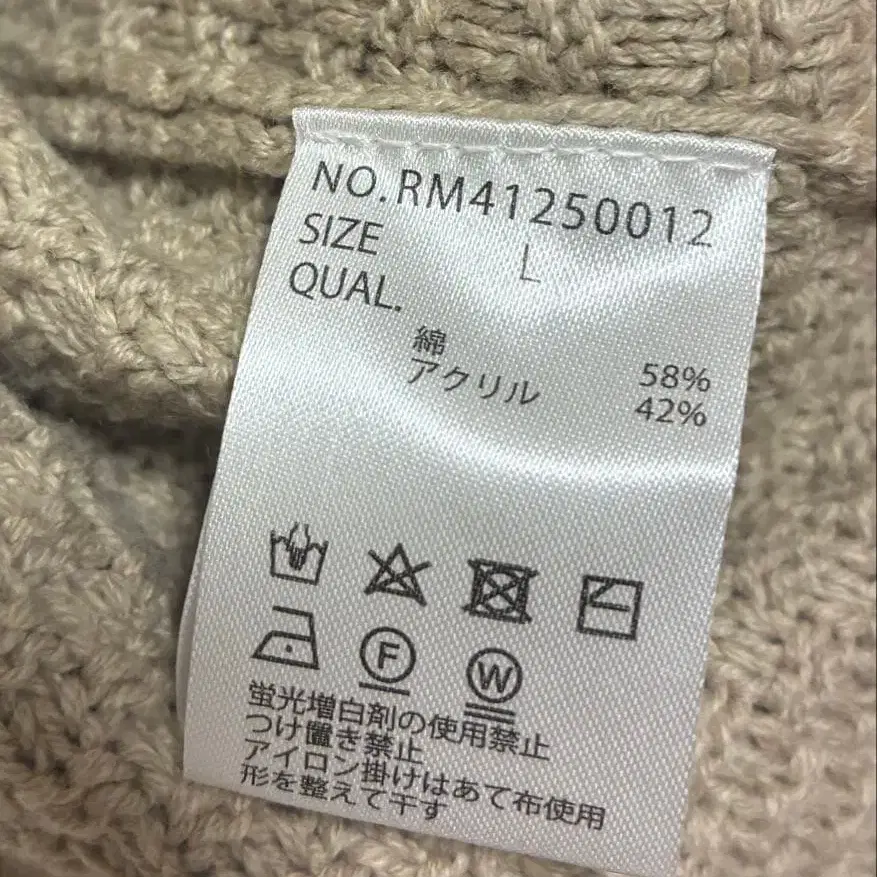 NO.RM41250012
SIZE L
QUAL.
綿 58%
アクリル 42%
F W
蛍光増白剤の使用禁止
つけ置き禁止
アイロン掛けはあて布使用
形を整えて干す